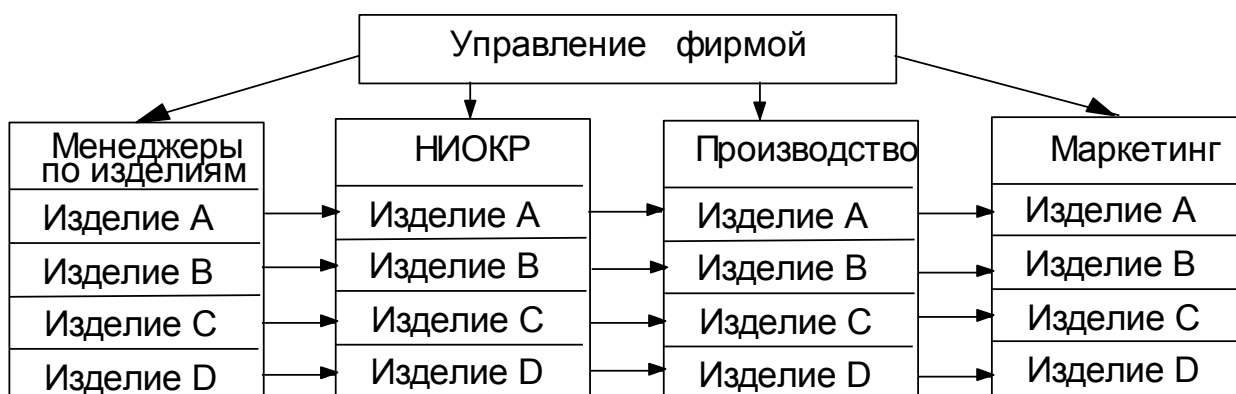 Управление фирмой
Менеджеры
по изделиям
НИОКР
Производство
Маркетинг
Изделие A
Изделие A
Изделие A
Изделие A
Изделие B
Изделие B
Изделие B
Изделие B
Изделие C
Изделие C
Изделие C
Изделие C
Изделие D
Изделие D
Изделие D
Изделие D